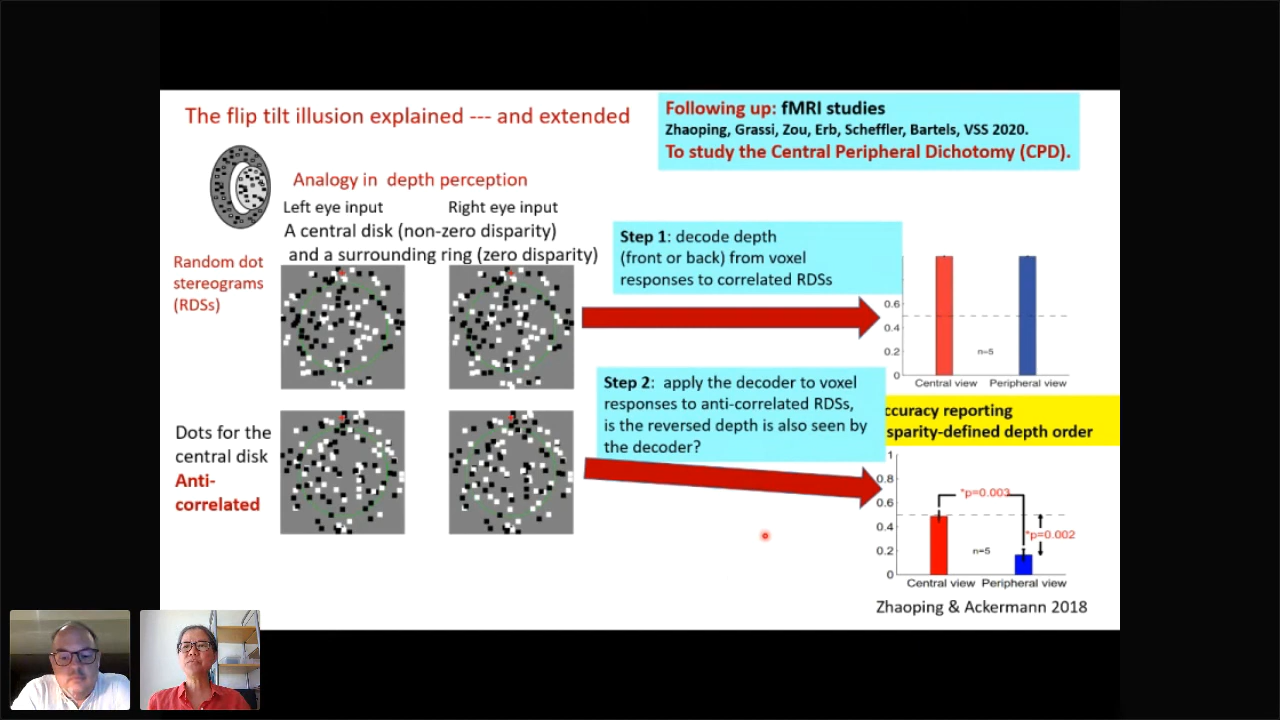 The flip tilt illusion explained --- and extended
Following up: fMRI studies
Zhaoping, Grassi, Zou, Erb, Scheffler, Bartels, VSS 2020.
To study the Central Peripheral Dichotomy (CPD).
Analogy in depth perception
Left eye input
Right eye input
A central disk (non-zero disparity)
and a surrounding ring (zero disparity)
Random dot
stereograms
(RDSs)
Step 1: decode depth
(front or back) from voxel
responses to correlated RDSs
0.6
0.4
0.2
0
n=5
Central view
Peripheral view
Step 2: apply the decoder to voxel
responses to anti-correlated RDSs,
is the reversed depth is also seen by
the decoder?
ccuracy reporting
sparity-defined depth order
Dots for the
central disk
Anti-
correlated
1
0.8
0.6
0.4
0.2
0
*p=0.003
*p=0.002
n=5
Central view
Peripheral view
Zhaoping & Ackermann 2018